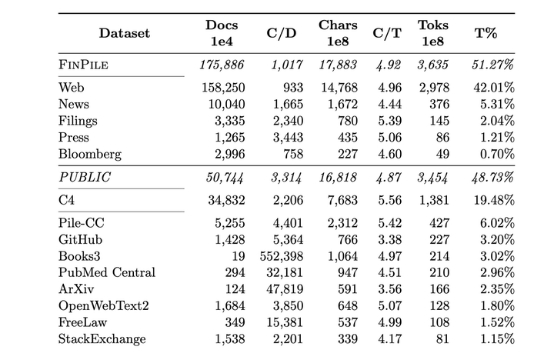 Dataset Docs 1e4 C/D Chars 1e8 C/T Toks 1e8 T%
FINPILE 175,886 1,017 17,883 4.92 3,635 51.27%
Web 158,250 933 14,768 4.96 2,978 42.01%
News 10,040 1,665 1,672 4.44 376 5.31%
Filings 3,335 2,340 780 5.39 145 2.04%
Press 1,265 3,443 435 5.06 86 1.21%
Bloomberg 2,996 758 227 4.60 49 0.70%
PUBLIC 50,744 3,314 16,818 4.87 3,454 48.73%
C4 34,832 2,206 7,683 5.56 1,381 19.48%
Pile-CC 5,255 4,401 2,312 5.42 427 6.02%
GitHub 1,428 5,364 766 3.38 227 3.20%
Books3 19 552,398 1,064 4.97 214 3.02%
PubMed Central 294 32,181 947 4.51 210 2.96%
ArXiv 124 47,819 591 3.56 166 2.35%
OpenWebText2 1,684 3,850 648 5.07 128 1.80%
FreeLaw 349 15,381 537 4.99 108 1.52%
StackExchange 1,538 2,201 339 4.17 81 1.15%